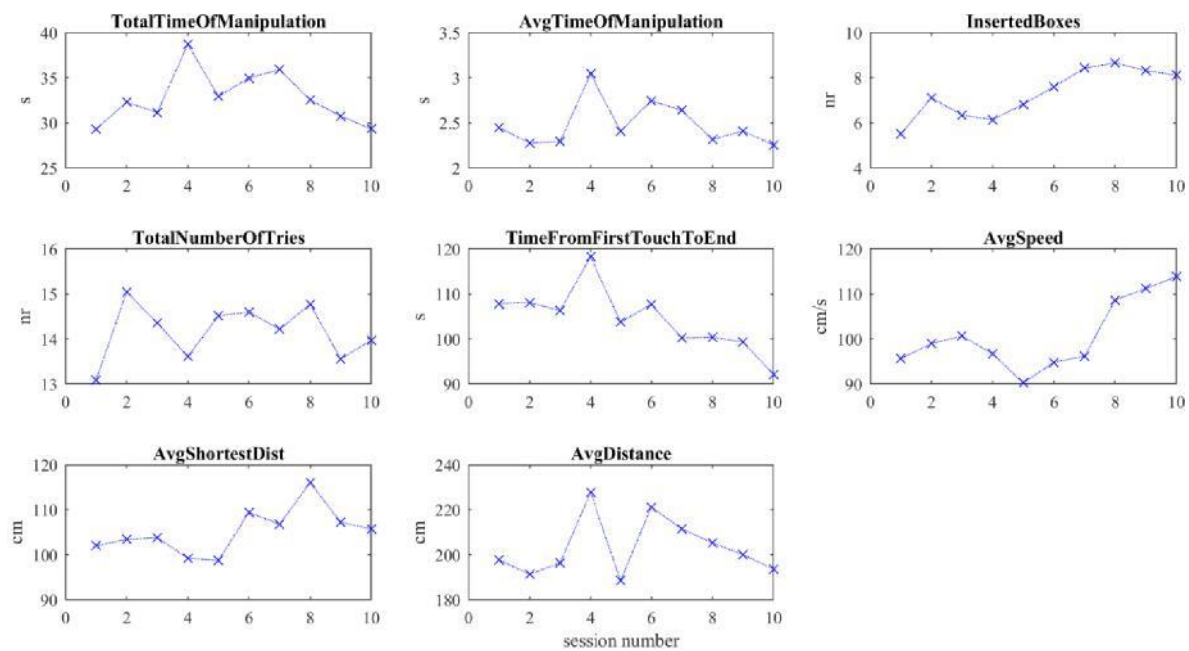 TotalTimeOfManipulation
40
35
30
25
s
0 2 4 6 8 10
AvgTimeOfManipulation
3.5
3
2.5
2
s
0 2 4 6 8 10
InsertedBoxes
10
8
6
4
nr
0 2 4 6 8 10
TotalNumberOfTries
16
15
14
13
nr
0 2 4 6 8 10
TimeFromFirstTouchToEnd
120
110
100
90
s
0 2 4 6 8 10
AvgSpeed
120
110
100
90
cm/s
0 2 4 6 8 10
AvgShortestDist
120
110
100
90
cm
0 2 4 6 8 10
AvgDistance
240
220
200
180
cm
0 2 4 6 8 10
session number